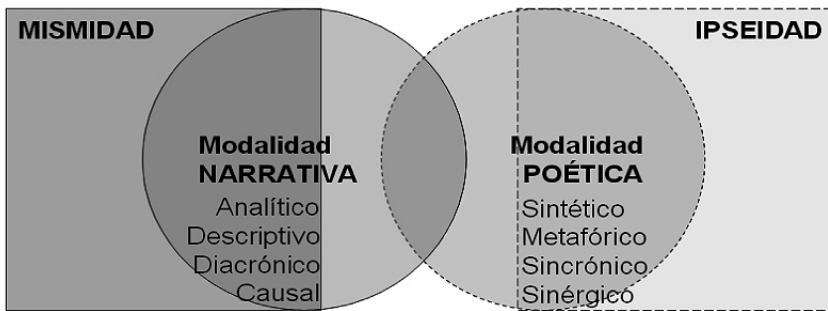 MISMIDAD
IPSEIDAD
Modalidad
NARRATIVA
Analítico
Descriptivo
Diacrónico
Causal
Modalidad
POÉTICA
Sintético
Metafórico
Sincrónico
Sinérgico